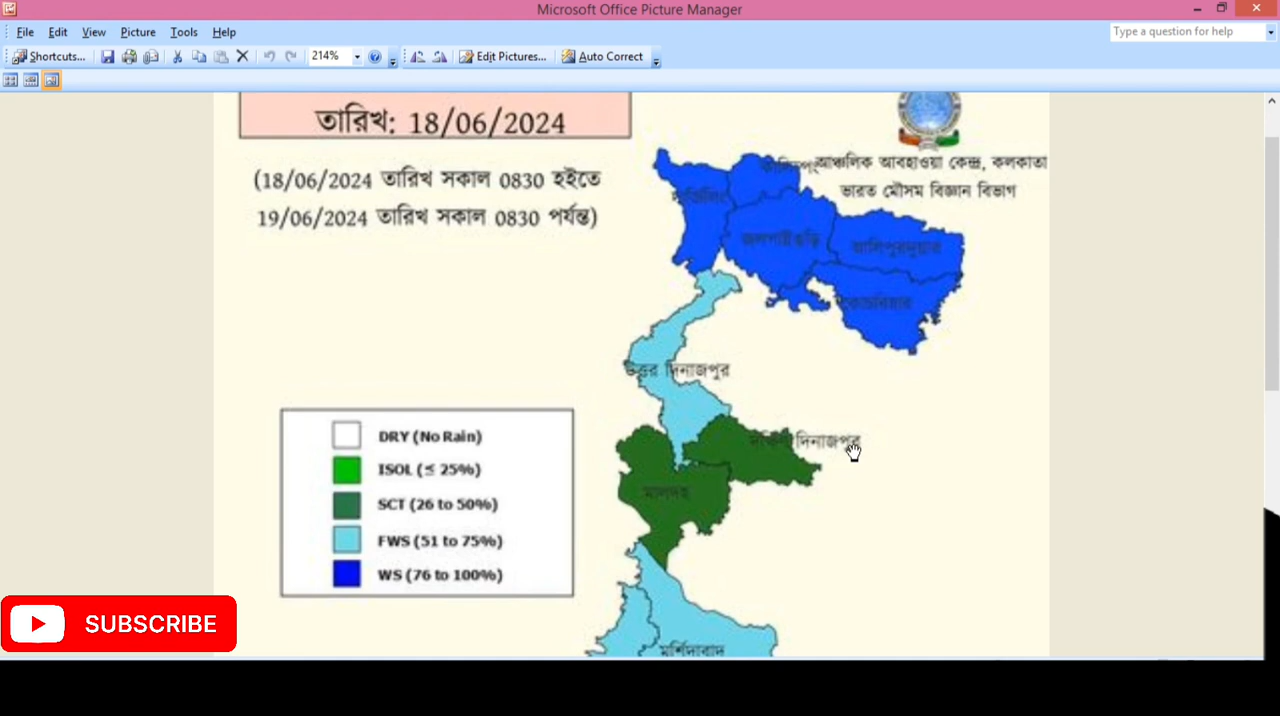 Microsoft Office Picture Manager
File Edit View Picture Tools Help
Type a question for help
Shortcuts...
214%
Edit Pictures...
Auto Correct
তারিখ: 18/06/2024
(18/06/2024 তারিখ সকাল 0830 হইতে
19/06/2024 তারিখ সকাল 0830 পর্যন্ত)
আঞ্চলিক আবহাওয়া কেন্দ্র, কলকাতা
ভারত মৌসম বিজ্ঞান বিভাগ
কালিম্পং
দার্জিলিং
জলপাইগুড়ি
আলিপুরদুয়ার
কোচবিহার
উত্তর দিনাজপুর
দক্ষিণ দিনাজপুর
মালদহ
মুর্শিদাবাদ
DRY (No Rain)
ISOL (≤ 25%)
SCT (26 to 50%)
FWS (51 to 75%)
WS (76 to 100%)
SUBSCRIBE